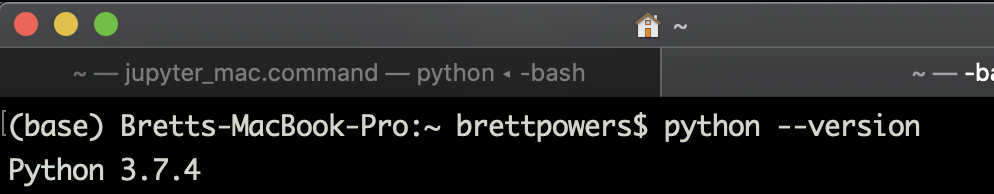 ~
~ — jupyter_mac.command — python ◂ -bash
~ — -ba
(base) Bretts-MacBook-Pro:~ brettpowers$ python --version
Python 3.7.4